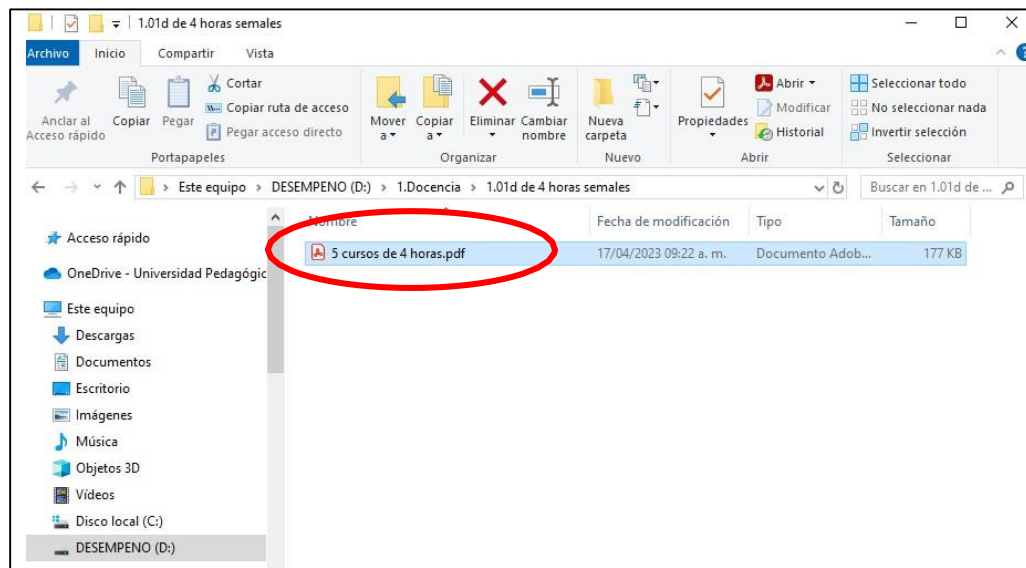 1.01d de 4 horas semales
Archivo Inicio Compartir Vista
Anclar al Acceso rápido
Copiar
Pegar
Cortar
Copiar ruta de acceso
Pegar acceso directo
Portapapeles
Mover a
Copiar a
Eliminar
Cambiar nombre
Organizar
Nueva carpeta
Nuevo
Propiedades
Abrir
Modificar
Historial
Abrir
Seleccionar todo
No seleccionar nada
Invertir selección
Seleccionar
Este equipo > DESEMPENO (D:) > 1.Docencia > 1.01d de 4 horas semales
Buscar en 1.01d de ...
Nombre Fecha de modificación Tipo Tamaño
5 cursos de 4 horas.pdf 17/04/2023 09:22 a. m. Documento Adob... 177 KB
Acceso rápido
OneDrive - Universidad Pedagógic
Este equipo
Descargas
Documentos
Escritorio
Imágenes
Música
Objetos 3D
Vídeos
Disco local (C:)
DESEMPENO (D:)